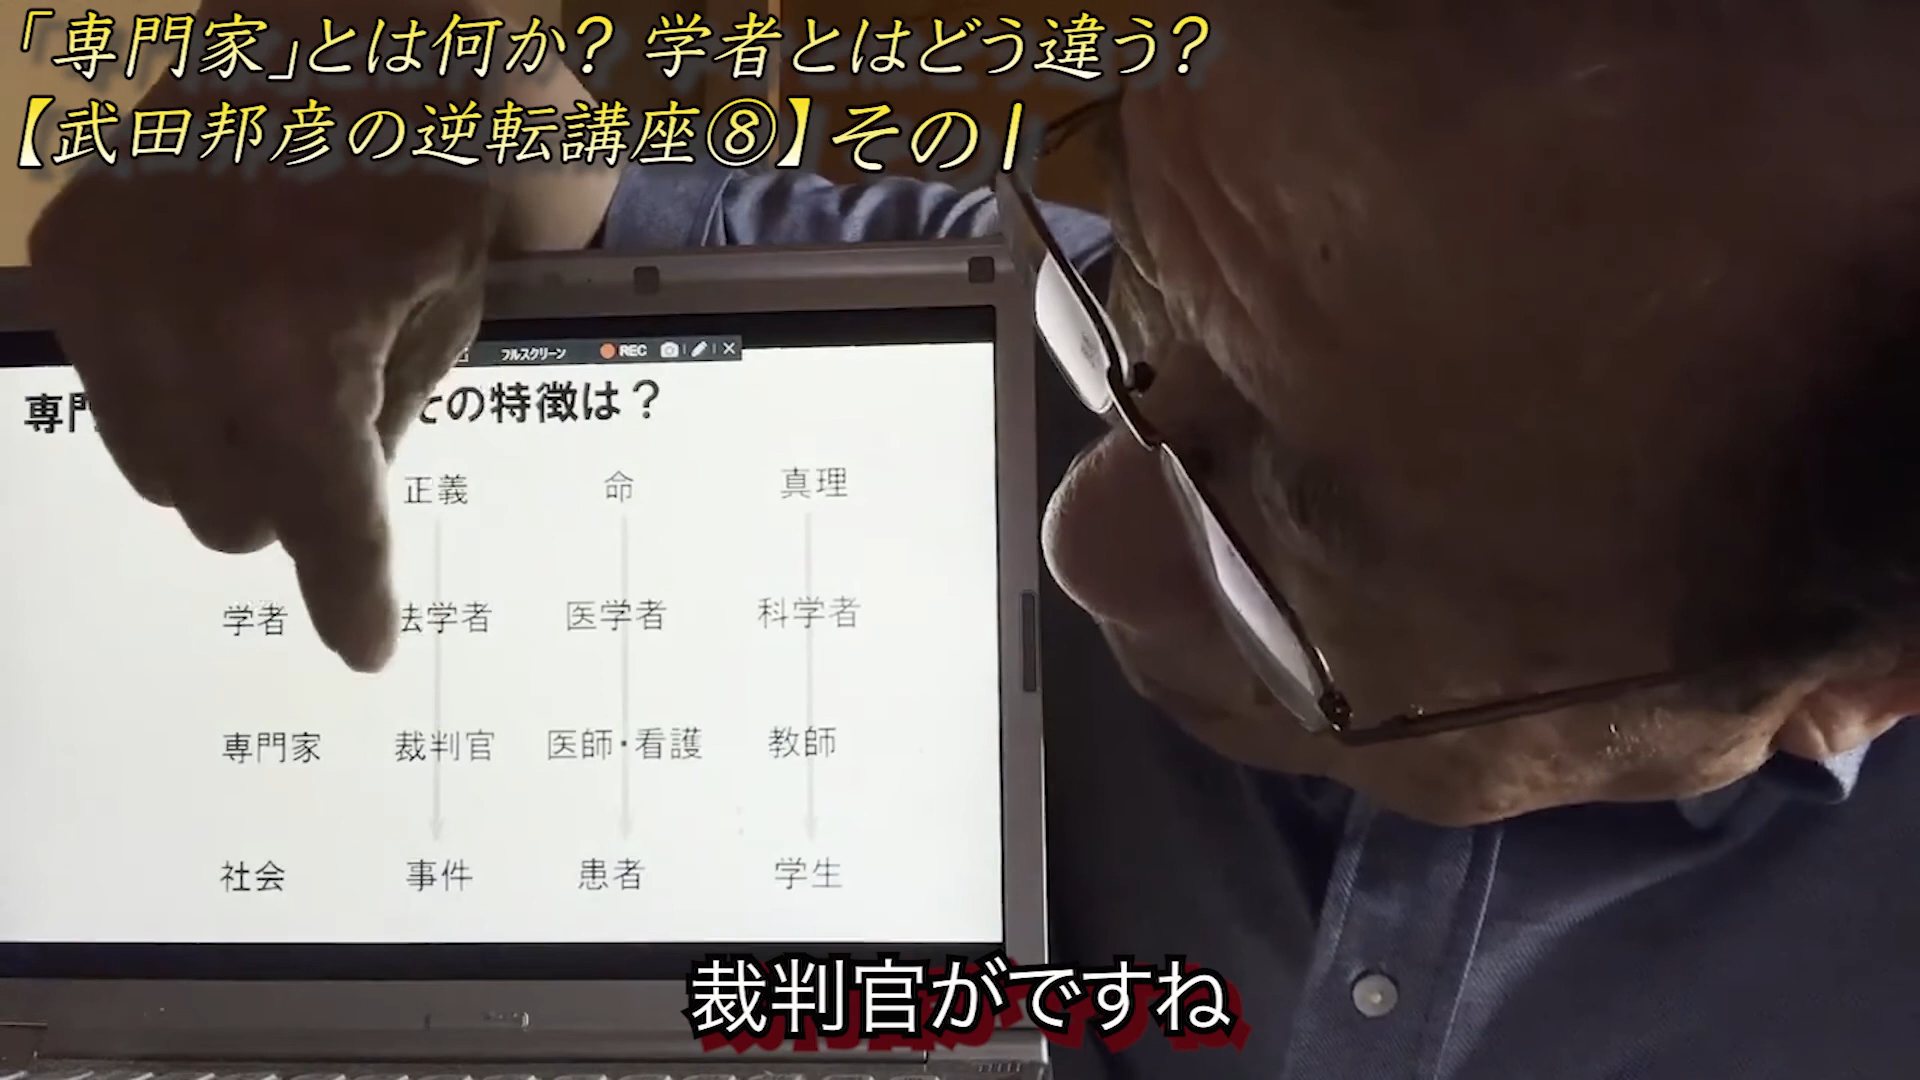 「専門家」とは何か？ 学者とはどう違う？
【武田邦彦の逆転講座⑧】その1
フルスクリーン REC
専門 その特徴は？
正義 命 真理
学者 法学者 医学者 科学者
専門家 裁判官 医師・看護 教師
社会 事件 患者 学生
裁判官がですね